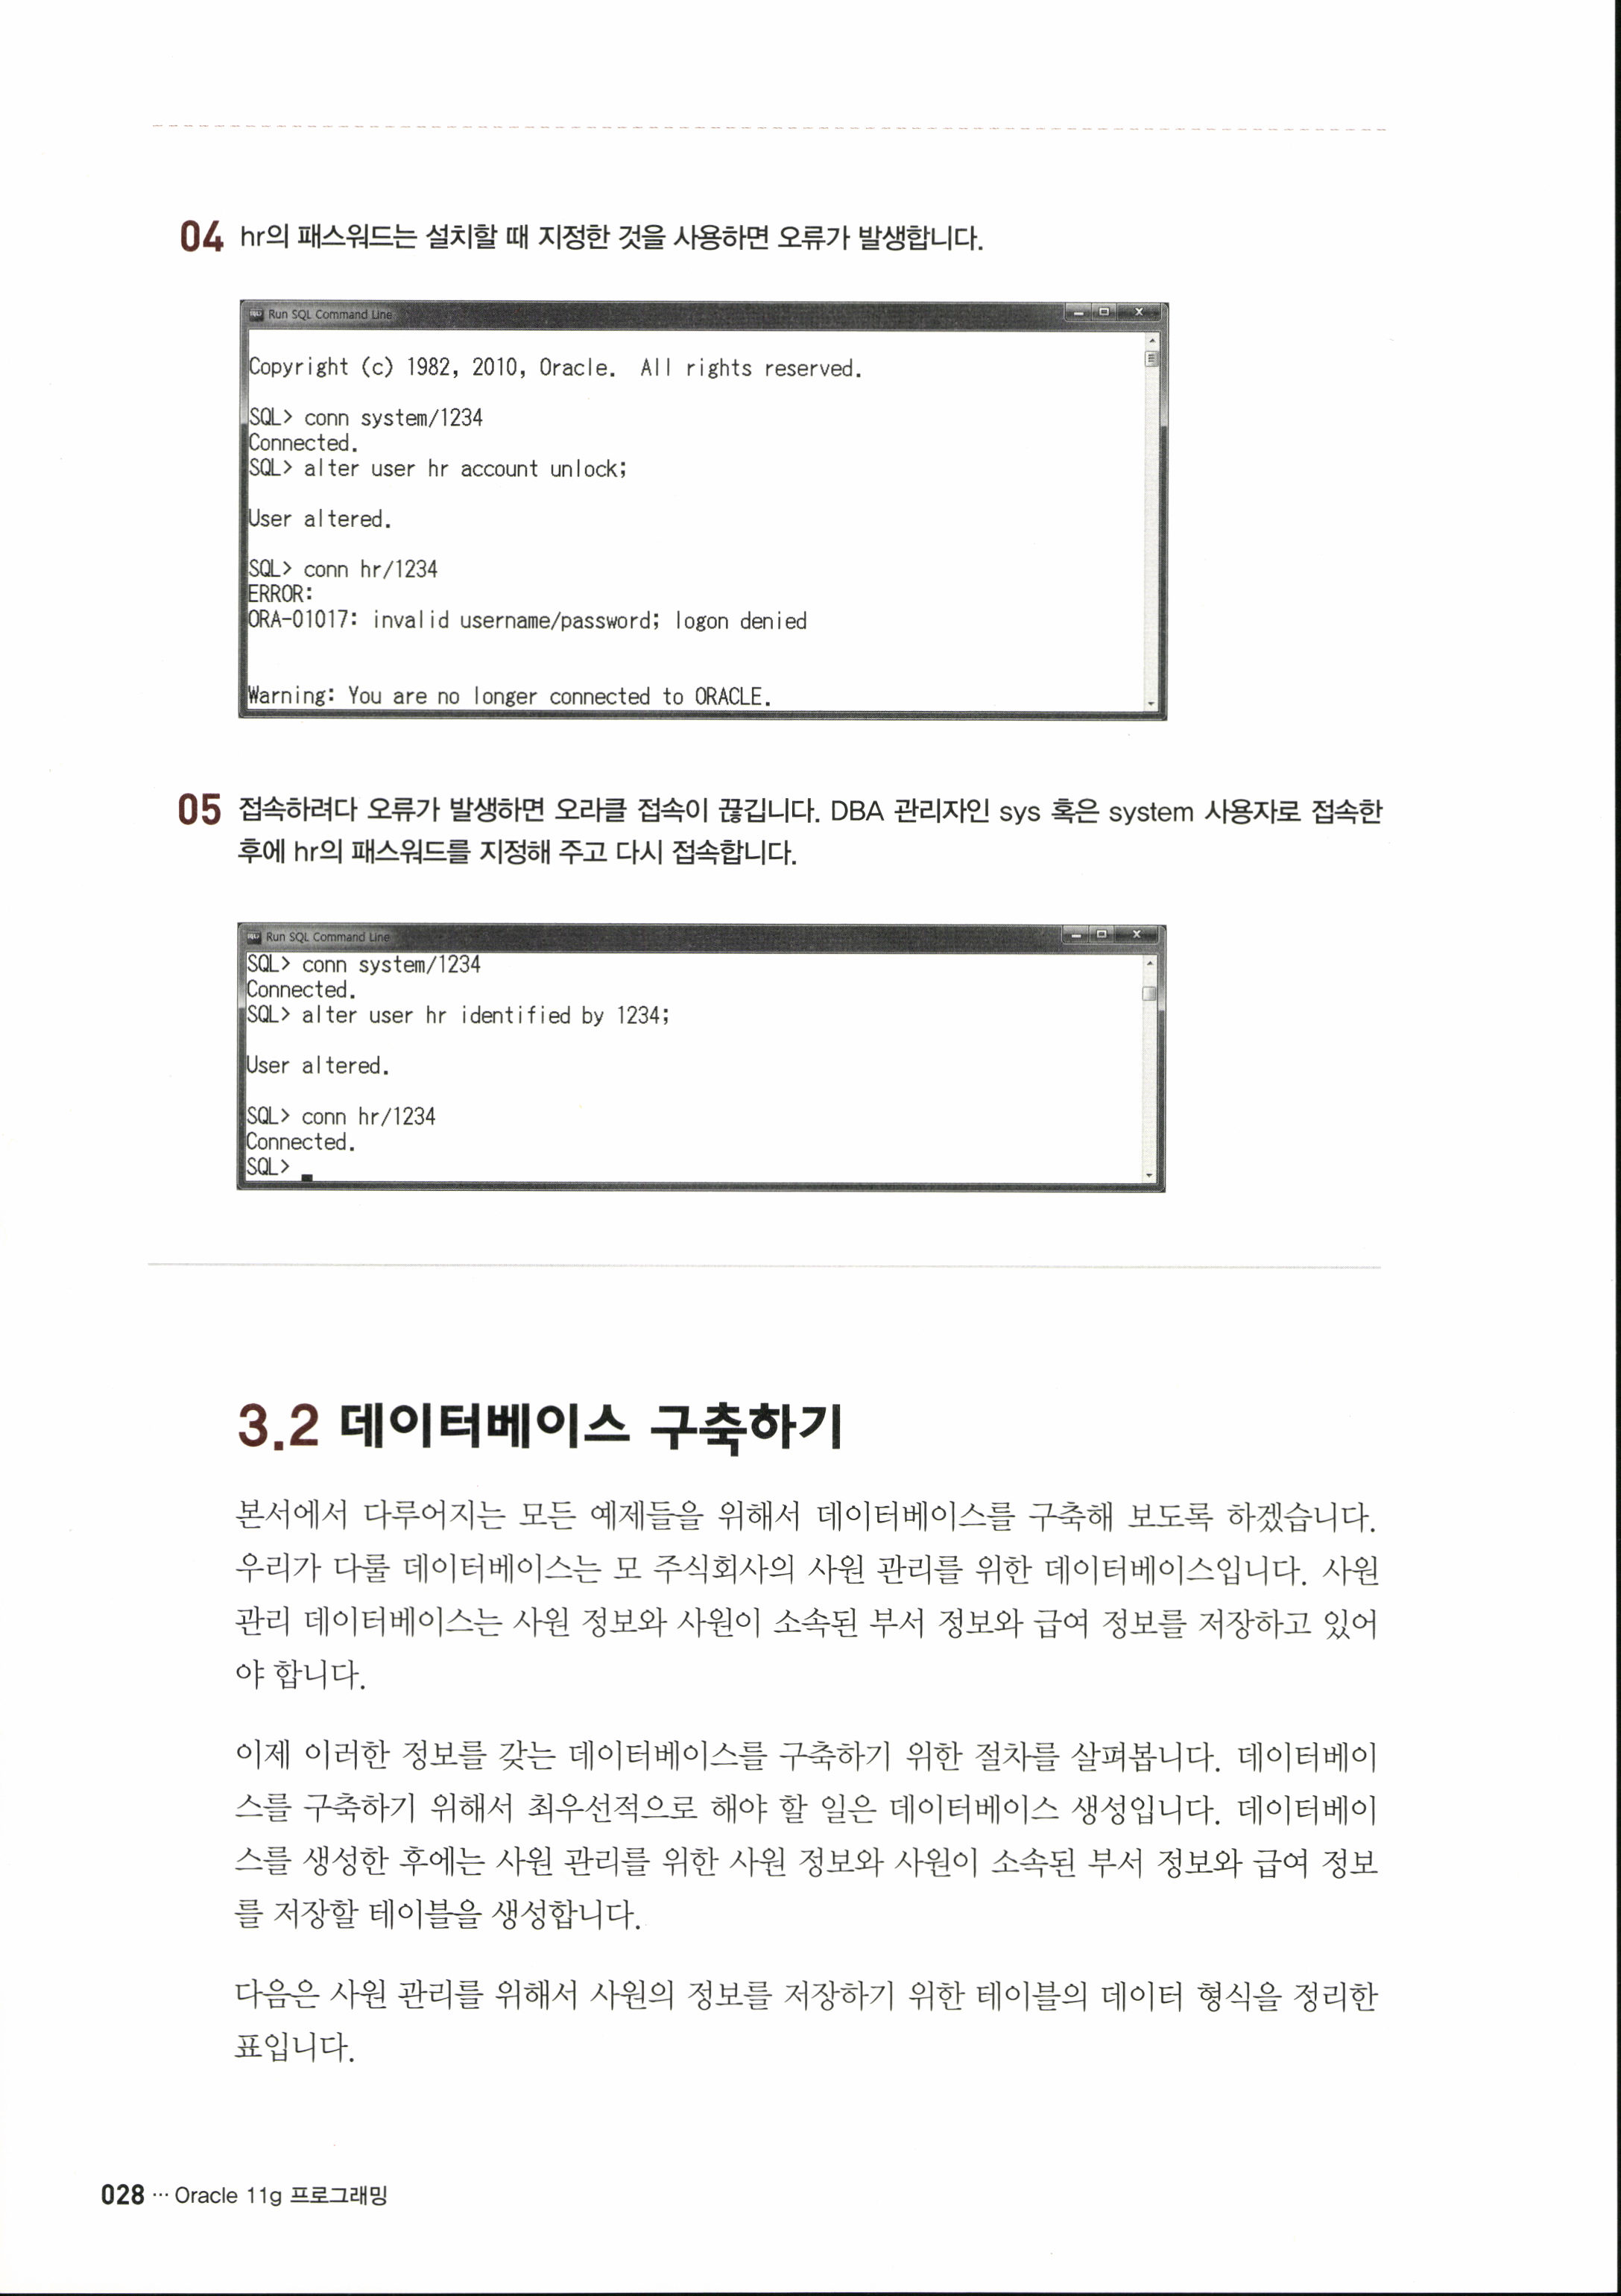 04 hr의 패스워드는 설치할 때 지정한 것을 사용하면 오류가 발생합니다.
Run SQL Command Line
Copyright (c) 1982, 2010, Oracle.  All rights reserved.
SQL> conn system/1234
Connected.
SQL> alter user hr account unlock;
User altered.
SQL> conn hr/1234
ERROR:
ORA-01017: invalid username/password; logon denied
Warning: You are no longer connected to ORACLE.
05 접속하려다 오류가 발생하면 오라클 접속이 끊깁니다. DBA 관리자인 sys 혹은 system 사용자로 접속한
후에 hr의 패스워드를 지정해 주고 다시 접속합니다.
Run SQL Command Line
SQL> conn system/1234
Connected.
SQL> alter user hr identified by 1234;
User altered.
SQL> conn hr/1234
Connected.
SQL>
3.2 데이터베이스 구축하기
본서에서 다루어지는 모든 예제들을 위해서 데이터베이스를 구축해 보도록 하겠습니다.
우리가 다룰 데이터베이스는 모 주식회사의 사원 관리를 위한 데이터베이스입니다. 사원
관리 데이터베이스는 사원 정보와 사원이 소속된 부서 정보와 급여 정보를 저장하고 있어
야 합니다.
이제 이러한 정보를 갖는 데이터베이스를 구축하기 위한 절차를 살펴봅니다. 데이터베이
스를 구축하기 위해서 최우선적으로 해야 할 일은 데이터베이스 생성입니다. 데이터베이
스를 생성한 후에는 사원 관리를 위한 사원 정보와 사원이 소속된 부서 정보와 급여 정보
를 저장할 테이블을 생성합니다.
다음은 사원 관리를 위해서 사원의 정보를 저장하기 위한 테이블의 데이터 형식을 정리한
표입니다.
028 ··· Oracle 11g 프로그래밍